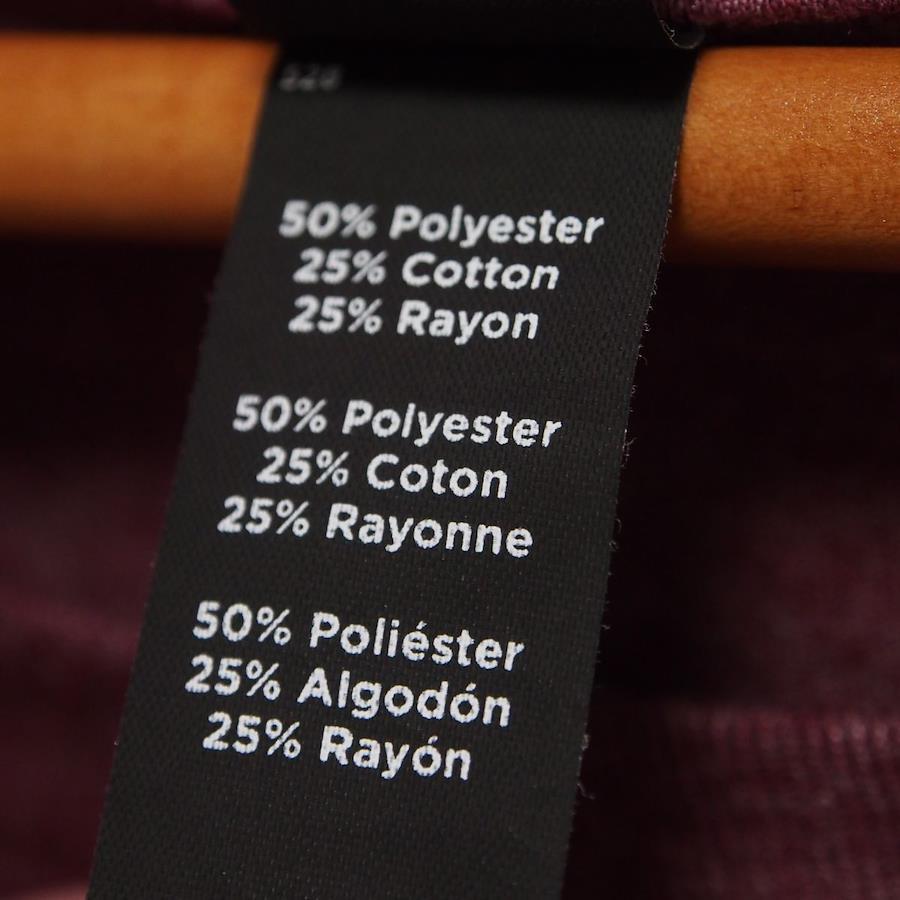 50% Polyester
25% Cotton
25% Rayon
50% Polyester
25% Coton
25% Rayonne
50% Poliéster
25% Algodón
25% Rayón